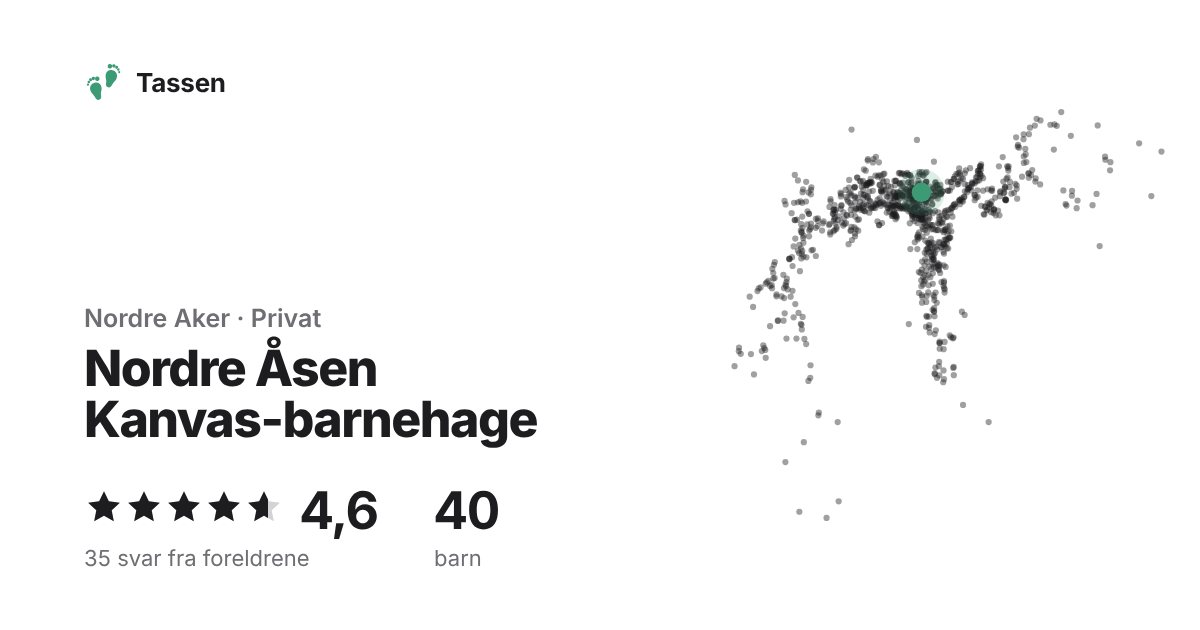 Tassen
Nordre Aker · Privat
Nordre Åsen
Kanvas-barnehage
4,6
40
35 svar fra foreldrene
barn